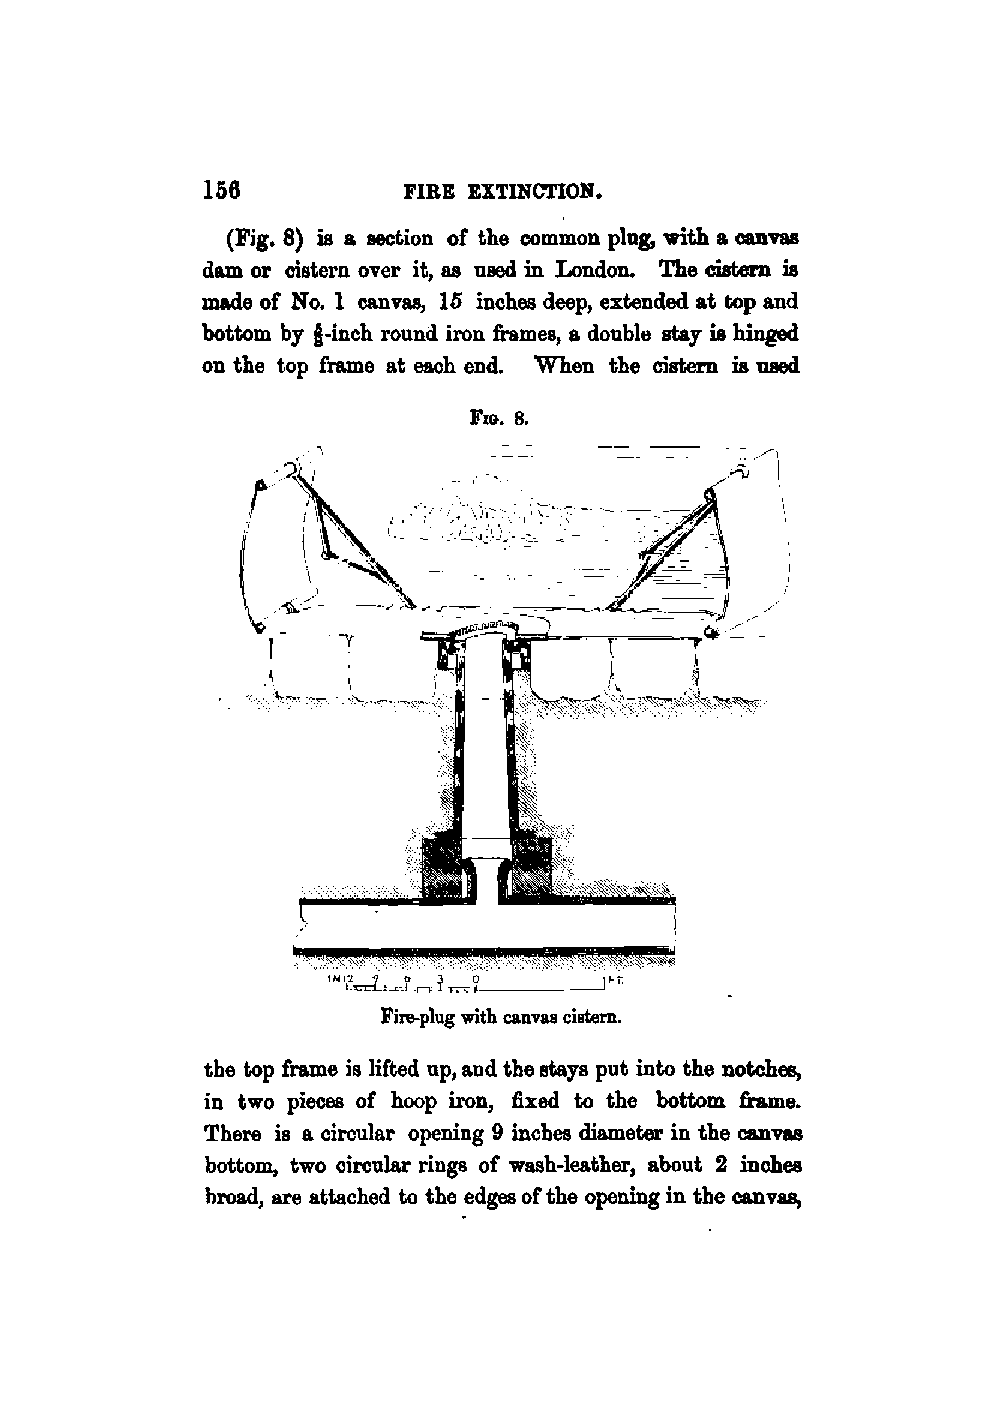 156 FIRE EXTINCTION.
(Fig. 8) is a section of the common plug, with a canvas
dam or cistern over it, as used in London. The cistern is
made of No. 1 canvas, 15 inches deep, extended at top and
bottom by ⅝-inch round iron frames, a double stay is hinged
on the top frame at each end. When the cistern is used
FIG. 8.
IN 12 9 6 3 0 1 FT.
Fire-plug with canvas cistern.
the top frame is lifted up, and the stays put into the notches,
in two pieces of hoop iron, fixed to the bottom frame.
There is a circular opening 9 inches diameter in the canvas
bottom, two circular rings of wash-leather, about 2 inches
broad, are attached to the edges of the opening in the canvas,